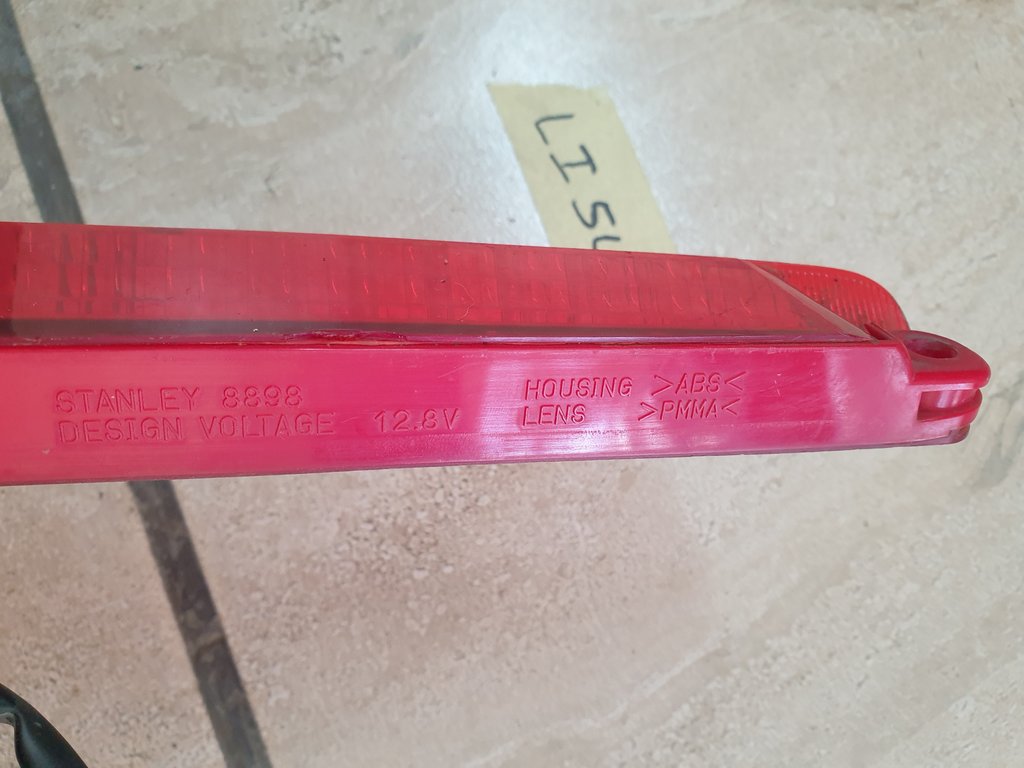 LI
STANLEY 8898
DESIGN VOLTAGE 12.8V
HOUSING >ABS<
LENS >PMMA<